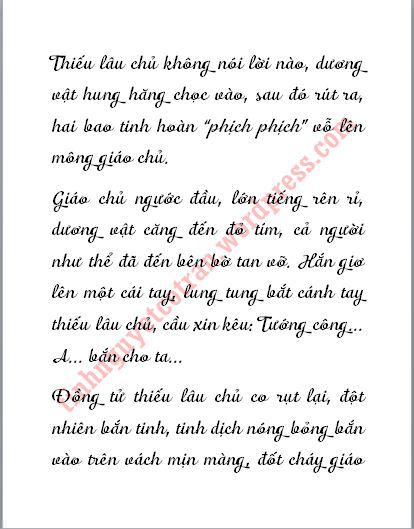 Thiếu lâu chủ không nói lời nào, dương
vật hung hăng chọc vào, sau đó rút ra,
hai bao tinh hoàn “phịch phịch” vỗ lên
mông giáo chủ.
Giáo chủ ngước đầu, lớn tiếng rên rỉ,
dương vật căng đến đỏ tím, cả người
như thể đã đến bên bờ tan vỡ. Hắn giơ
lên một cái tay, lung tung bắt cánh tay
thiếu lâu chủ, cầu xin kêu: Tướng công...
A... bắn cho ta...
Đồng tử thiếu lâu chủ co rụt lại, đột
nhiên bắn tinh, tinh dịch nóng bỏng bắn
vào trên vách mịn màng, đốt cháy giáo
tinhnguyetcotran.wordpress.com